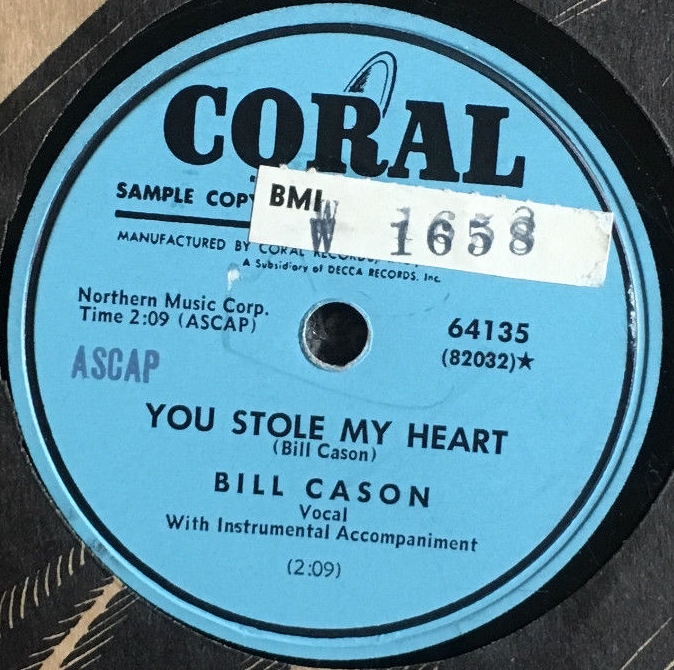 CORAL
SAMPLE COPY
BMI
W 1658
MANUFACTURED BY CORAL RECORDS, Inc.
A Subsidiary of DECCA RECORDS. Inc.
Northern Music Corp.
Time 2:09 (ASCAP)
64135
(82032)★
ASCAP
YOU STOLE MY HEART
(Bill Cason)
BILL CASON
Vocal
With Instrumental Accompaniment
(2:09)